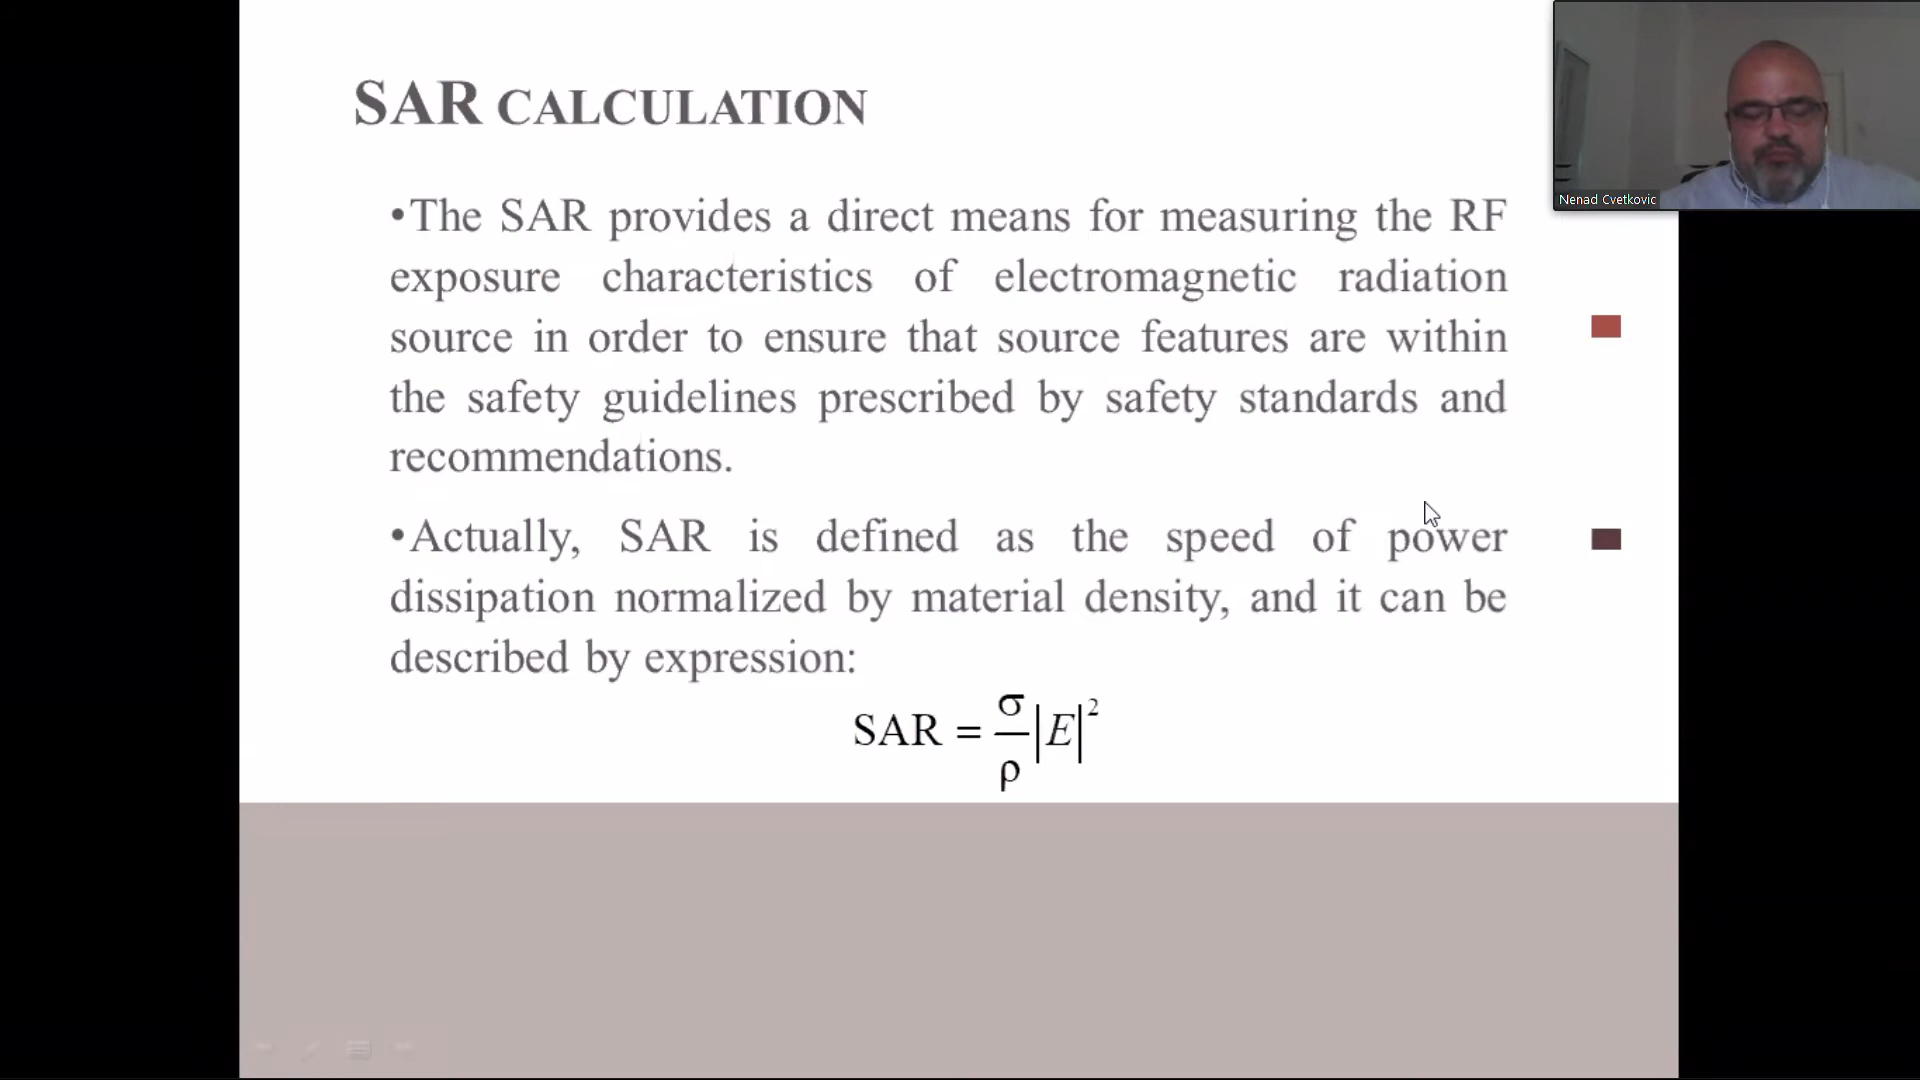 SAR CALCULATION
•The SAR provides a direct means for measuring the RF
exposure characteristics of electromagnetic radiation
source in order to ensure that source features are within
the safety guidelines prescribed by safety standards and
recommendations.
•Actually, SAR is defined as the speed of power
dissipation normalized by material density, and it can be
described by expression:
SAR = σ/ρ |E|²
Nenad Cvetkovic